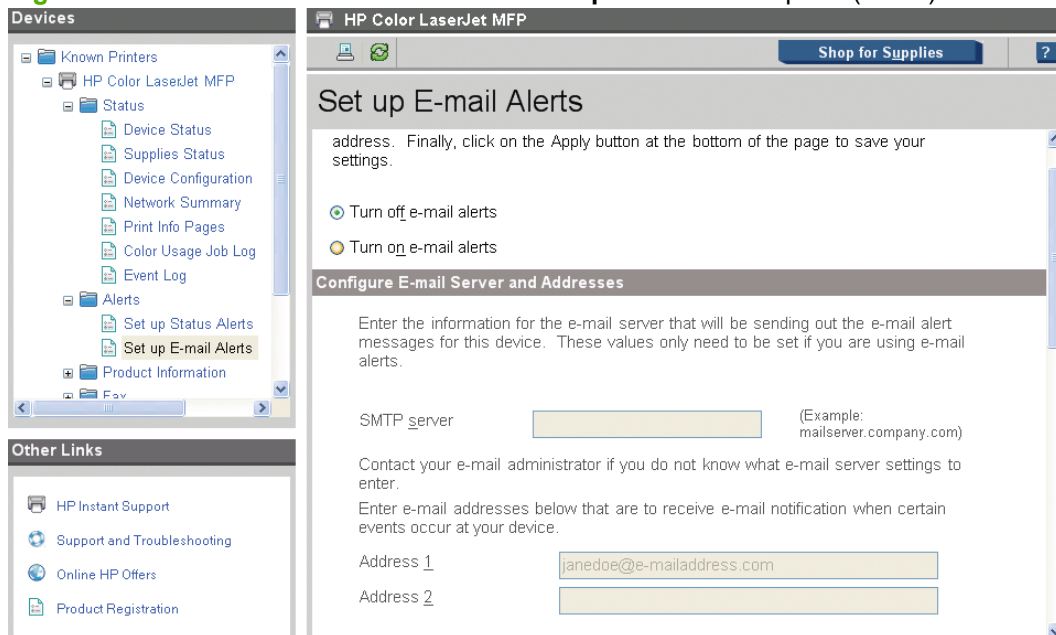 Devices
Known Printers
HP Color LaserJet MFP
Status
Device Status
Supplies Status
Device Configuration
Network Summary
Print Info Pages
Color Usage Job Log
Event Log
Alerts
Set up Status Alerts
Set up E-mail Alerts
Product Information
Fax
Other Links
HP Instant Support
Support and Troubleshooting
Online HP Offers
Product Registration
HP Color LaserJet MFP
Shop for Supplies
?
Set up E-mail Alerts
address. Finally, click on the Apply button at the bottom of the page to save your
settings.
Turn off e-mail alerts
Turn on e-mail alerts
Configure E-mail Server and Addresses
Enter the information for the e-mail server that will be sending out the e-mail alert
messages for this device. These values only need to be set if you are using e-mail
alerts.
SMTP server
(Example:
mailserver.company.com)
Contact your e-mail administrator if you do not know what e-mail server settings to
enter.
Enter e-mail addresses below that are to receive e-mail notification when certain
events occur at your device.
Address 1
janedoe@e-mailaddress.com
Address 2